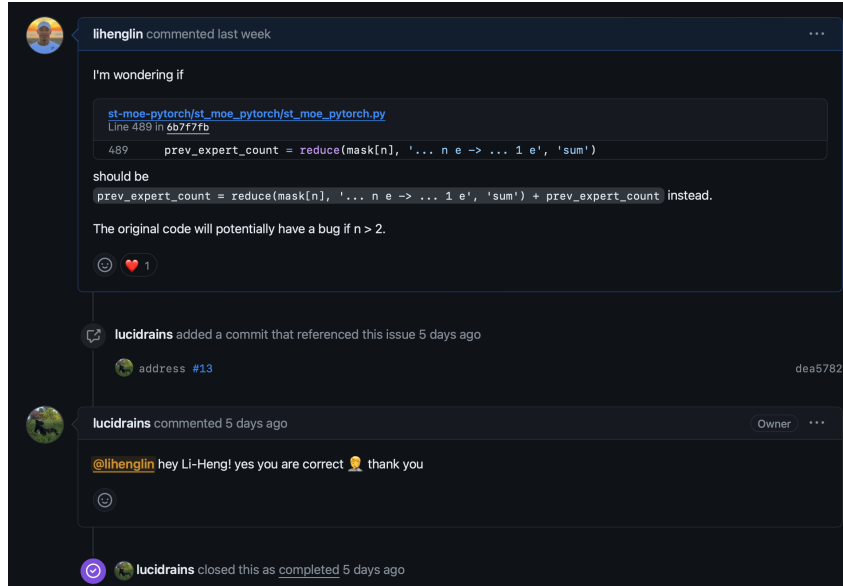 lihenglin commented last week
I'm wondering if
st-moe-pytorch/st_moe_pytorch/st_moe_pytorch.py
Line 489 in 6b7f7fb
489 prev_expert_count = reduce(mask[n], '... n e -> ... 1 e', 'sum')
should be
prev_expert_count = reduce(mask[n], '... n e -> ... 1 e', 'sum') + prev_expert_count instead.
The original code will potentially have a bug if n > 2.
❤️ 1
lucidrains added a commit that referenced this issue 5 days ago
address #13 dea5782
lucidrains commented 5 days ago Owner ···
@lihenglin hey Li-Heng! yes you are correct 🤦 thank you
lucidrains closed this as completed 5 days ago